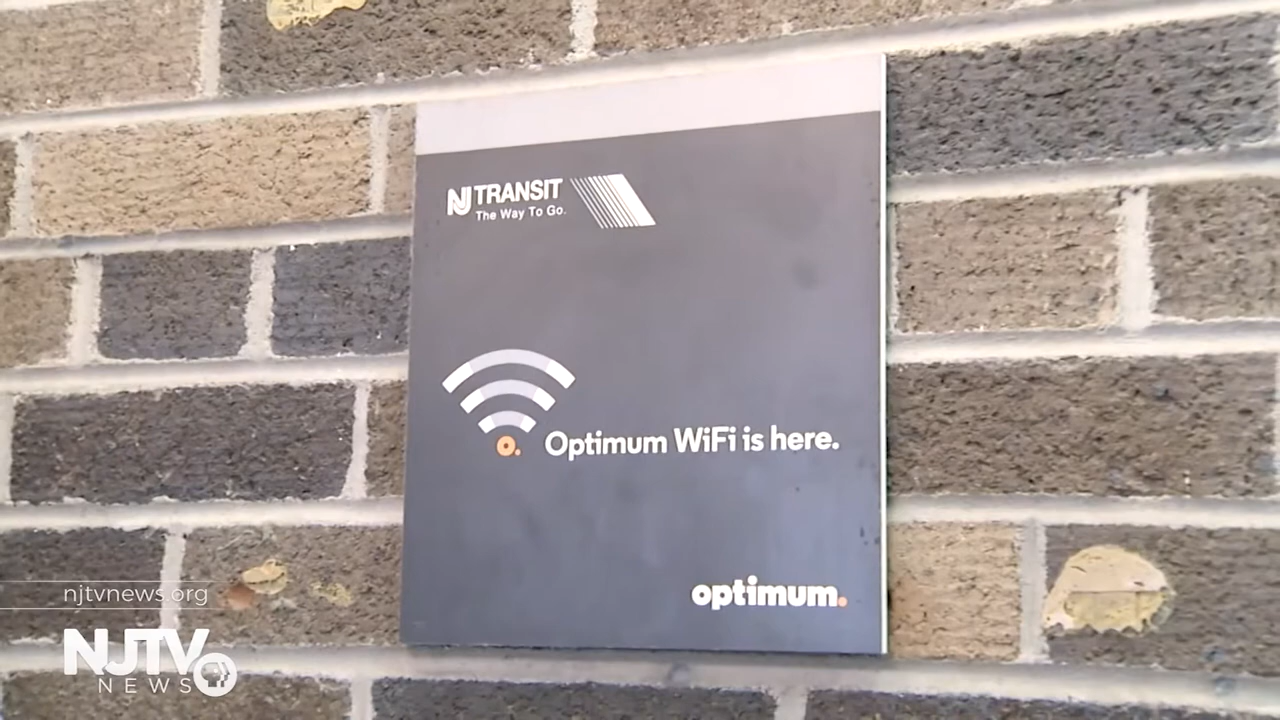 NJ TRANSIT
The Way To Go.
Optimum WiFi is here.
optimum.
njtvnews.org
NJTV
NEWS